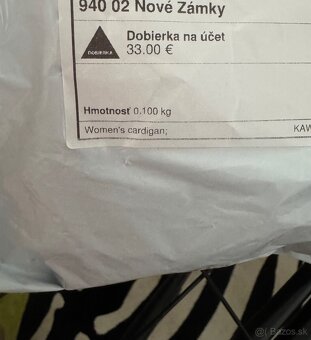 940 02 Nové Zámky
DOBIERKA
Dobierka na účet
33.00 €
Hmotnosť 0.100 kg
Women's cardigan;
KAW
Bazos.sk